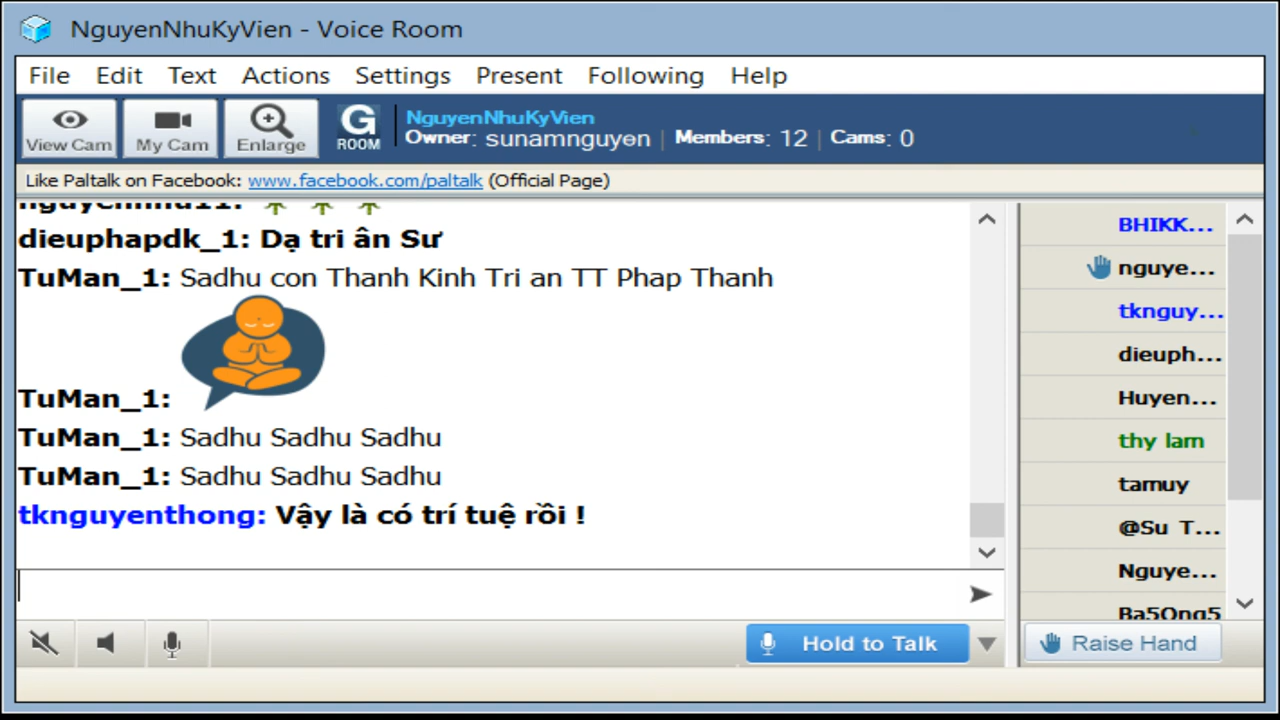 NguyenNhuKyVien - Voice Room
File Edit Text Actions Settings Present Following Help
View Cam
My Cam
Enlarge
G ROOM
NguyenNhuKyVien
Owner: sunamnguyen | Members: 12 | Cams: 0
Like Paltalk on Facebook: www.facebook.com/paltalk (Official Page)
dieuphapdk_1: Dạ tri ân Sư
TuMan_1: Sadhu con Thanh Kinh Tri an TT Phap Thanh
TuMan_1:
TuMan_1: Sadhu Sadhu Sadhu
TuMan_1: Sadhu Sadhu Sadhu
tknguyenthong: Vậy là có trí tuệ rồi !
BHIKK...
nguye...
tknguy...
dieuph...
Huyen...
thy lam
tamuy
@Su T...
Nguye...
Ba5Ong5
Hold to Talk
Raise Hand